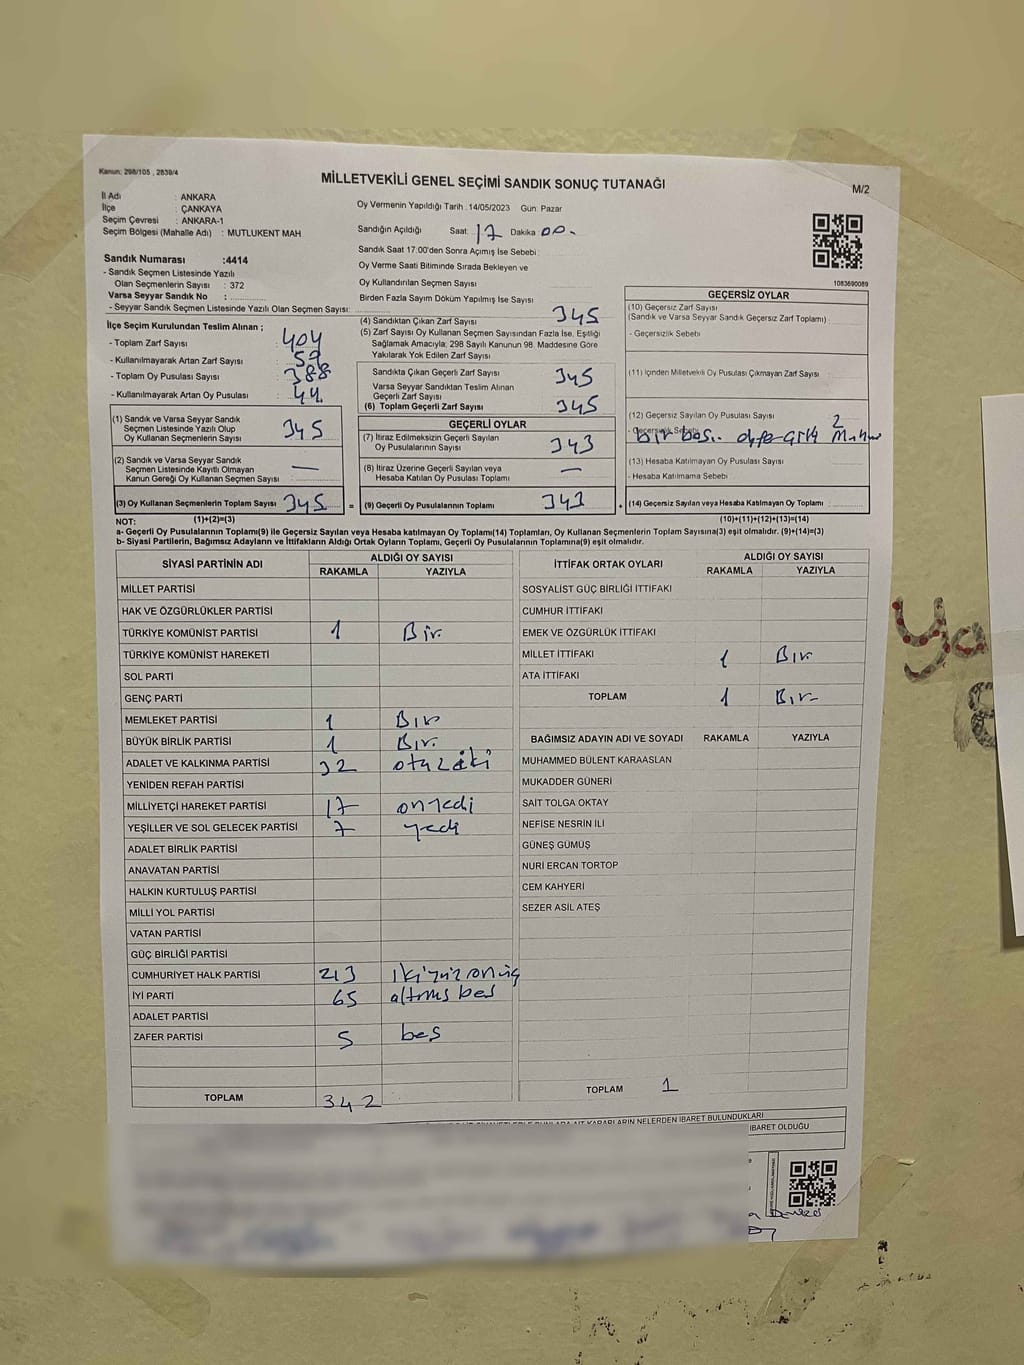 Kanun: 298/105 , 2839/4
MİLLETVEKİLİ GENEL SEÇİMİ SANDIK SONUÇ TUTANAĞI
M/2
İl Adı : ANKARA
İlçe : ÇANKAYA
Seçim Çevresi : ANKARA-1
Seçim Bölgesi (Mahalle Adı) : MUTLUKENT MAH.
Oy Vermenin Yapıldığı Tarih : 14/05/2023 Gün: Pazar
Sandığın Açıldığı Saat: 17 Dakika 00.
Sandık Saat 17:00'den Sonra Açımış İse Sebebi
Oy Verme Saati Bitiminde Sırada Bekleyen ve
Oy Kullandırılan Seçmen Sayısı
Birden Fazla Sayım Döküm Yapılmış İse Sayısı
1083690089
Sandık Numarası :4414
- Sandık Seçmen Listesinde Yazılı
Olan Seçmenlerin Sayısı : 372
Varsa Seyyar Sandık No :
- Seyyar Sandık Seçmen Listesinde Yazılı Olan Seçmen Sayısı:
İlçe Seçim Kurulundan Teslim Alınan ;
- Toplam Zarf Sayısı : 404
- Kullanılmayarak Artan Zarf Sayısı : 59
- Toplam Oy Pusulası Sayısı : 388
- Kullanılmayarak Artan Oy Pusulası : 44
(1) Sandık ve Varsa Seyyar Sandık
Seçmen Listesinde Yazılı Olup
Oy Kullanan Seçmenlerin Sayısı : 345
(2) Sandık ve Varsa Seyyar Sandık
Seçmen Listesinde Kayıtlı Olmayan
Kanun Gereği Oy Kullanan Seçmen Sayısı: —
(3) Oy Kullanan Seçmenlerin Toplam Sayısı : 345
(1)+(2)=(3)
(4) Sandıktan Çıkan Zarf Sayısı 345
(5) Zarf Sayısı Oy Kullanan Seçmen Sayısından Fazla İse, Eşitliği
Sağlamak Amacıyla; 298 Sayılı Kanunun 98. Maddesine Göre
Yakılarak Yok Edilen Zarf Sayısı
Sandıkta Çıkan Geçerli Zarf Sayısı 345
Varsa Seyyar Sandıktan Teslim Alınan
Geçerli Zarf Sayısı
(6) Toplam Geçerli Zarf Sayısı 345
GEÇERLİ OYLAR
(7) İtiraz Edilmeksizin Geçerli Sayılan
Oy Pusulalarının Sayısı : 343
(8) İtiraz Üzerine Geçerli Sayılan veya
Hesaba Katılan Oy Pusulası Toplamı : —
= (9) Geçerli Oy Pusulalarının Toplamı : 343
GEÇERSİZ OYLAR
(10) Geçersiz Zarf Sayısı
(Sandık ve Varsa Seyyar Sandık Geçersiz Zarf Toplamı)
- Geçersizlik Sebebi
(11) İçinden Milletvekili Oy Pusulası Çıkmayan Zarf Sayısı
(12) Geçersiz Sayılan Oy Pusulası Sayısı 2
- Geçersizlik Sebebi
(13) Hesaba Katılmayan Oy Pusulası Sayısı
- Hesaba Katılmama Sebebi
+ (14) Geçersiz Sayılan veya Hesaba Katılmayan Oy Toplamı
(10)+(11)+(12)+(13)=(14)
NOT:
a- Geçerli Oy Pusulalarının Toplamı(9) ile Geçersiz Sayılan veya Hesaba katılmayan Oy Toplamı(14) Toplamları, Oy Kullanan Seçmenlerin Toplam Sayısına(3) eşit olmalıdır. (9)+(14)=(3)
b- Siyasi Partilerin, Bağımsız Adayların ve İttifakların Aldığı Ortak Oyların Toplamı, Geçerli Oy Pusulalarının Toplamına(9) eşit olmalıdır.
SİYASİ PARTİNİN ADI ALDIĞI OY SAYISI
RAKAMLA YAZIYLA
MİLLET PARTİSİ
HAK VE ÖZGÜRLÜKLER PARTİSİ
TÜRKİYE KOMÜNİST PARTİSİ 1 Bir.
TÜRKİYE KOMÜNİST HAREKETİ
SOL PARTİ
GENÇ PARTİ
MEMLEKET PARTİSİ 1 Bir
BÜYÜK BİRLİK PARTİSİ 1 Bir.
ADALET VE KALKINMA PARTİSİ 32 otuziki
YENİDEN REFAH PARTİSİ
MİLLİYETÇİ HAREKET PARTİSİ 17 onyedi
YEŞİLLER VE SOL GELECEK PARTİSİ 7 yedi
ADALET BİRLİK PARTİSİ
ANAVATAN PARTİSİ
HALKIN KURTULUŞ PARTİSİ
MİLLİ YOL PARTİSİ
VATAN PARTİSİ
GÜÇ BİRLİĞİ PARTİSİ
CUMHURİYET HALK PARTİSİ 213 ikiyüzonüç
İYİ PARTİ 65 altmış beş
ADALET PARTİSİ
ZAFER PARTİSİ 5 beş
TOPLAM 342
İTTİFAK ORTAK OYLARI ALDIĞI OY SAYISI
RAKAMLA YAZIYLA
SOSYALİST GÜÇ BİRLİĞİ İTTİFAKI
CUMHUR İTTİFAKI
EMEK VE ÖZGÜRLÜK İTTİFAKI
MİLLET İTTİFAKI 1 Bir
ATA İTTİFAKI
TOPLAM 1 Bir
BAĞIMSIZ ADAYIN ADI VE SOYADI RAKAMLA YAZIYLA
MUHAMMED BÜLENT KARAASLAN
MUKADDER GÜNERİ
SAİT TOLGA OKTAY
NEFİSE NESRİN İLİ
GÜNEŞ GÜMÜŞ
NURİ ERCAN TORTOP
CEM KAHYERİ
SEZER ASİL ATEŞ
TOPLAM 1
KARARLARIN NELERDEN İBARET BULUNDUKLARI
İBARET OLDUĞU
ya